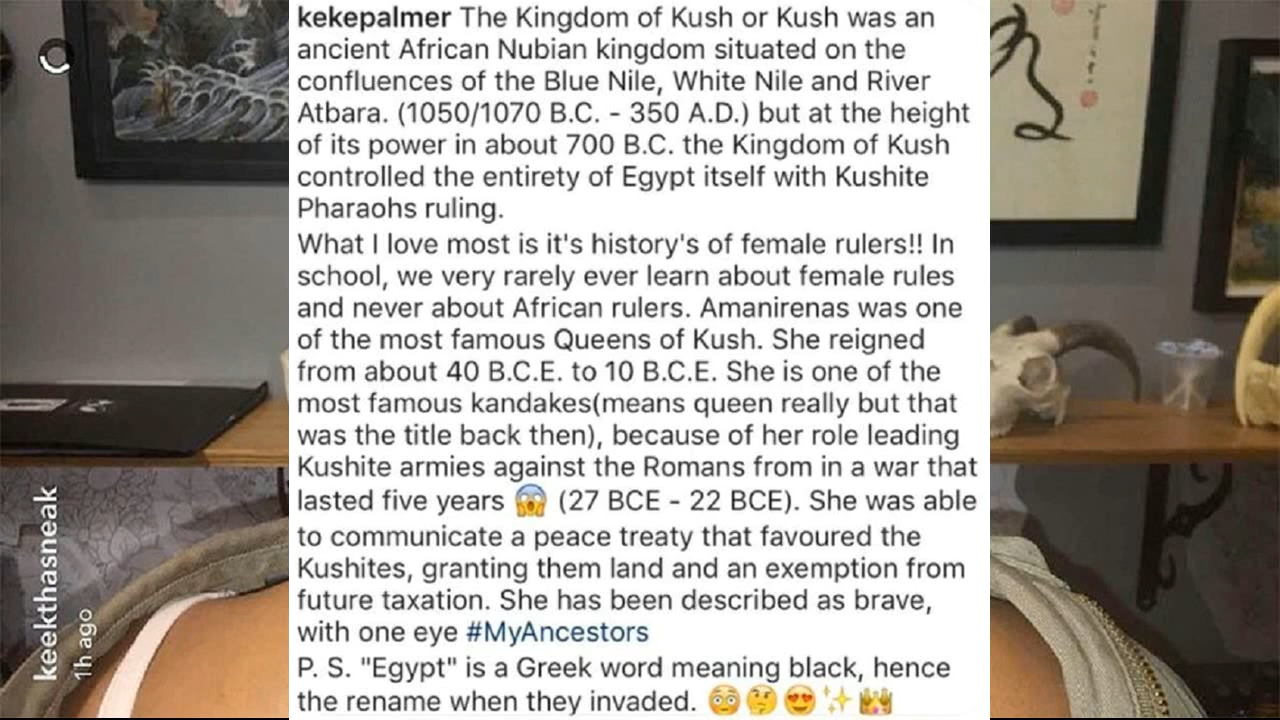 kekepalmer The Kingdom of Kush or Kush was an
ancient African Nubian kingdom situated on the
confluences of the Blue Nile, White Nile and River
Atbara. (1050/1070 B.C. - 350 A.D.) but at the height
of its power in about 700 B.C. the Kingdom of Kush
controlled the entirety of Egypt itself with Kushite
Pharaohs ruling.
What I love most is it's history's of female rulers!! In
school, we very rarely ever learn about female rules
and never about African rulers. Amanirenas was one
of the most famous Queens of Kush. She reigned
from about 40 B.C.E. to 10 B.C.E. She is one of the
most famous kandakes(means queen really but that
was the title back then), because of her role leading
Kushite armies against the Romans from in a war that
lasted five years 😱 (27 BCE - 22 BCE). She was able
to communicate a peace treaty that favoured the
Kushites, granting them land and an exemption from
future taxation. She has been described as brave,
with one eye #MyAncestors
P. S. "Egypt" is a Greek word meaning black, hence
the rename when they invaded. 😳🤔😍✨👑
keekthasneak
1h ago